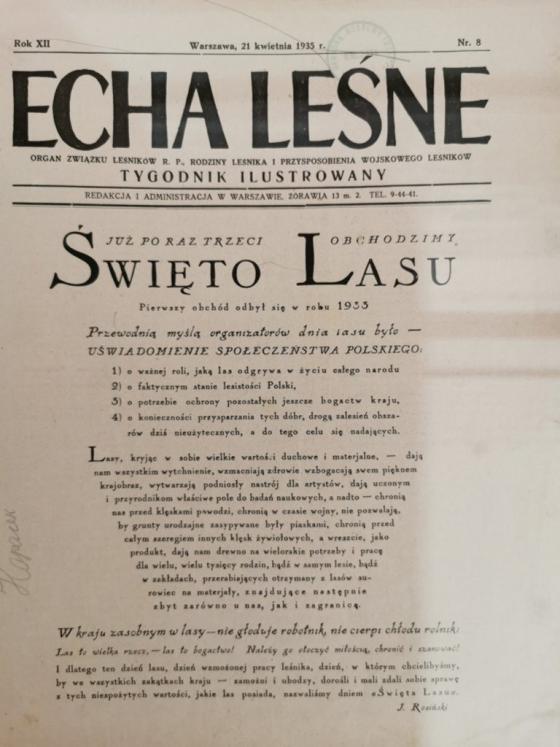 Rok XII Warszawa, 21 kwietnia 1935 r. Nr. 8
ECHA LEŚNE
ORGAN ZWIĄZKU LEŚNIKÓW R. P., RODZINY LEŚNIKA I PRZYSPOSOBIENIA WOJSKOWEGO LEŚNIKÓW
TYGODNIK ILUSTROWANY
REDAKCJA I ADMINISTRACJA W WARSZAWIE, ŻÓRAWIA 13 m. 2. TEL. 9-44-41.
JUŻ PO RAZ TRZECI OBCHODZIMY
ŚWIĘTO LASU
Pierwszy obchód odbył się w roku 1933
Przewodnią myślą organizatorów dnia lasu było —
UŚWIADOMIENIE SPOŁECZEŃSTWA POLSKIEGO:
1) o ważnej roli, jaką las odgrywa w życiu całego narodu
2) o faktycznym stanie lesistości Polski,
3) o potrzebie ochrony pozostałych jeszcze bogactw kraju,
4) o konieczności przysparzania tych dóbr, drogą zalesień obsza-
rów dziś nieużytecznych, a do tego celu się nadających.
Lasy, kryjąc w sobie wielkie wartości duchowe i materjalne, — dają
nam wszystkim wytchnienie, wzmacniają zdrowie wzbogacają swem pięknem
krajobraz, wytwarzają podniosły nastrój dla artystów, dają uczonym
i przyrodnikom właściwe pole do badań naukowych, a nadto — chronią
nas przed klęskami powodzi, chronią w czasie wojny, nie pozwalają,
by grunty urodzajne zasypywane były piaskami, chronią przed
całym szeregiem innych klęsk żywiołowych, a wreszcie, jako
produkt, dają nam drewno na wielorakie potrzeby i pracę
dla wielu, wielu tysięcy rodzin, bądź w samym lesie, bądź
w zakładach, przerabiających otrzymany z lasów su-
rowiec na materjały, znajdujące następnie
zbyt zarówno u nas, jak i zagranicą.
W kraju zasobnym w lasy — nie głoduje robotnik, nie cierpi chłodu rolnik:
Las to wielka rzecz, — las to bogactwo! Należy go otoczyć miłością, chronić i szanować!
I dlatego ten dzień lasu, dzień wzmożonej pracy leśnika, dzień, w którym chcielibyśmy,
by we wszystkich zakątkach kraju — zamożni i ubodzy, dorośli i mali zdali sobie sprawę
z tych niespożytych wartości, jakie las posiada, nazwaliśmy dniem «Święta Lasu».
J. Rosiński